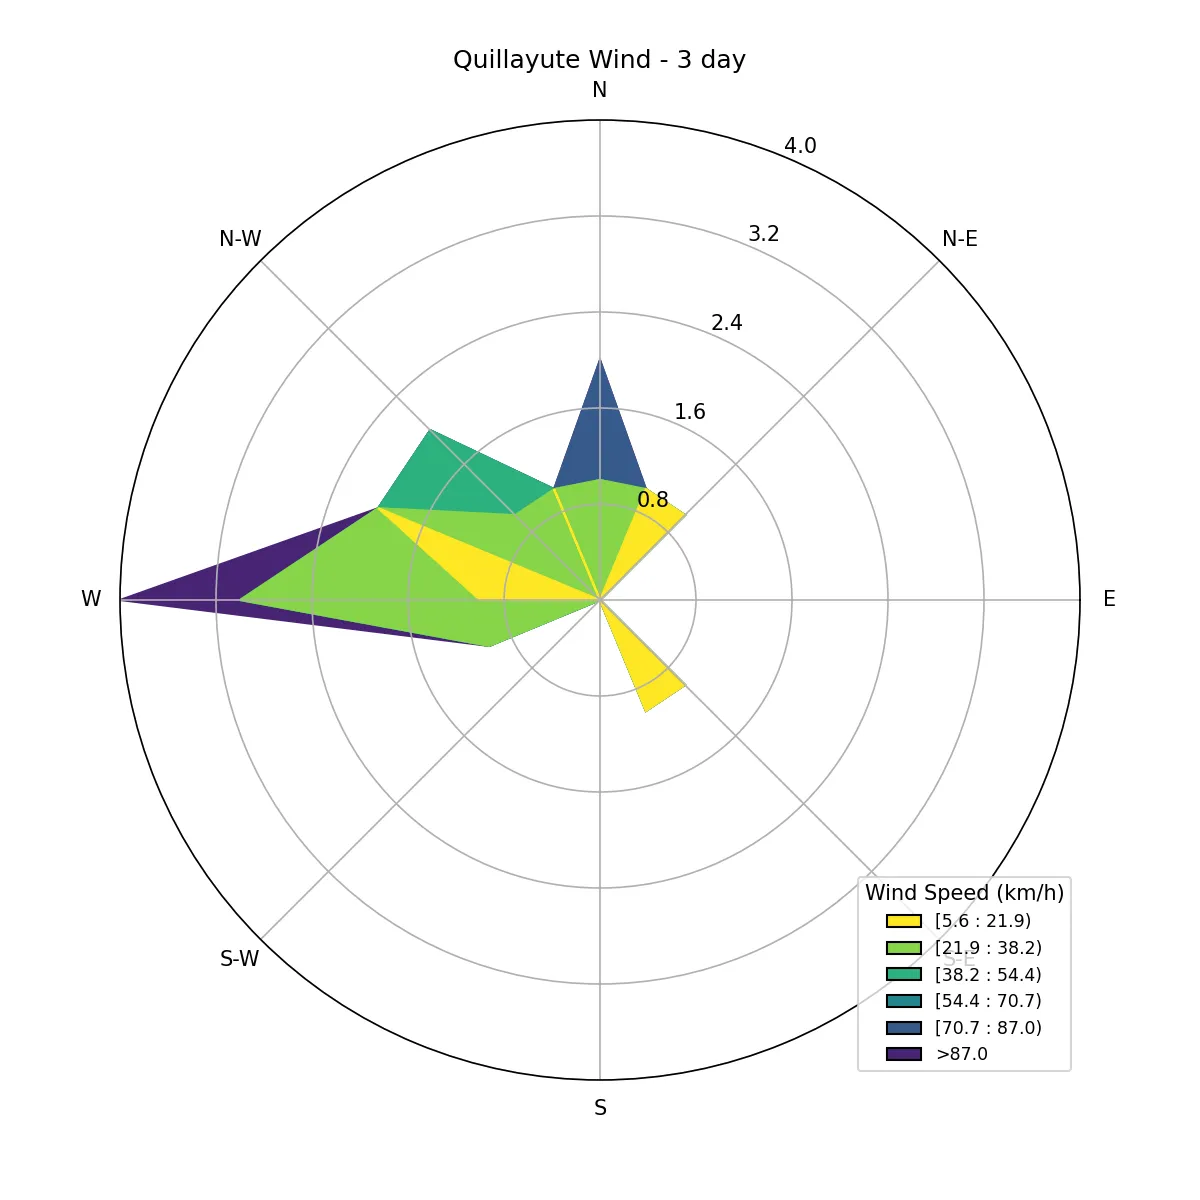 Quillayute Wind - 3 day
N
4.0
N-W
3.2
N-E
2.4
1.6
0.8
W
E
Wind Speed (km/h)
[5.6 : 21.9)
[21.9 : 38.2)
S-W
S-E
[38.2 : 54.4)
[54.4 : 70.7)
[70.7 : 87.0)
>87.0
S